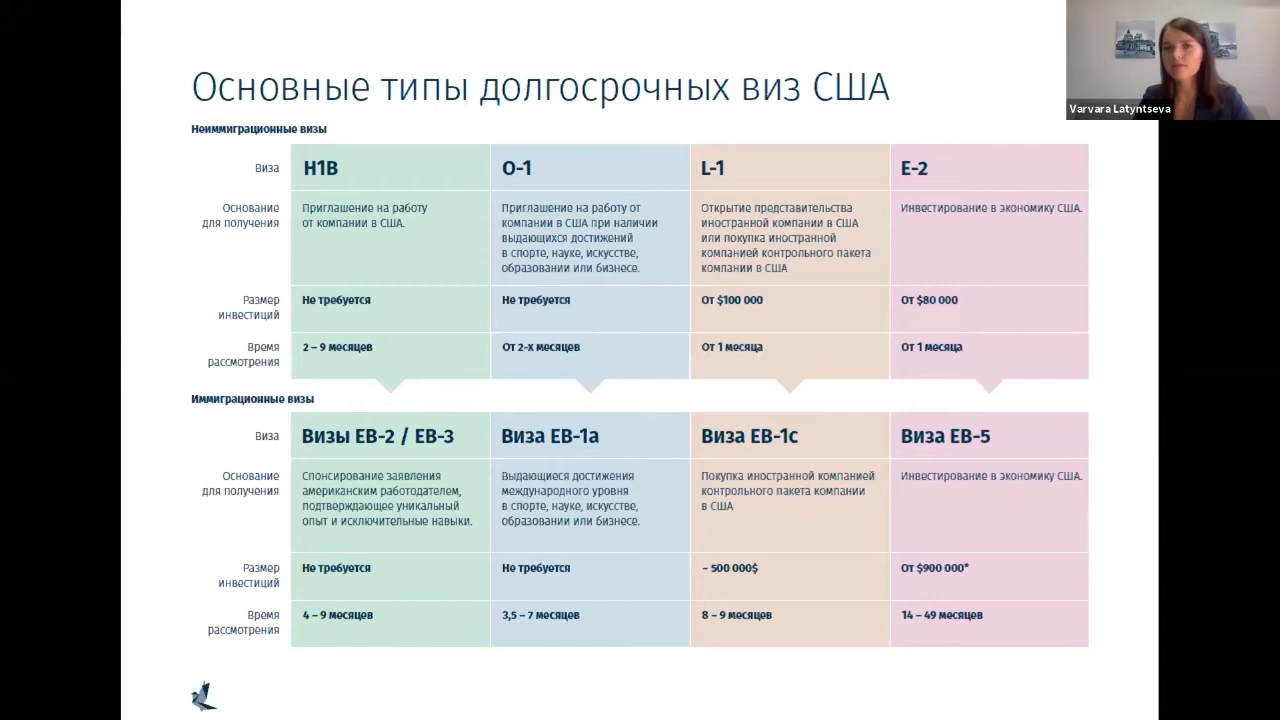 Varvara Latyntseva
Основные типы долгосрочных виз США
Неиммиграционные визы
Виза
H1B
O-1
L-1
E-2
Основание
для получения
Приглашение на работу
от компании в США.
Приглашение на работу от
компании в США при наличии
выдающихся достижений
в спорте, науке, искусстве,
образовании или бизнесе.
Открытие представительства
иностранной компании в США
или покупка иностранной
компанией контрольного пакета
компании в США
Инвестирование в экономику США.
Размер
инвестиций
Не требуется
Не требуется
От $100 000
От $80 000
Время
рассмотрения
2 – 9 месяцев
От 2-х месяцев
От 1 месяца
От 1 месяца
Иммиграционные визы
Виза
Визы EB-2 / EB-3
Виза EB-1a
Виза EB-1c
Виза EB-5
Основание
для получения
Спонсирование заявления
американским работодателем,
подтверждающее уникальный
опыт и исключительные навыки.
Выдающиеся достижения
международного уровня
в спорте, науке, искусстве,
образовании или бизнесе.
Покупка иностранной компанией
контрольного пакета компании
в США
Инвестирование в экономику США.
Размер
инвестиций
Не требуется
Не требуется
~ 500 000$
От $900 000*
Время
рассмотрения
4 – 9 месяцев
3,5 – 7 месяцев
8 – 9 месяцев
14 – 49 месяцев